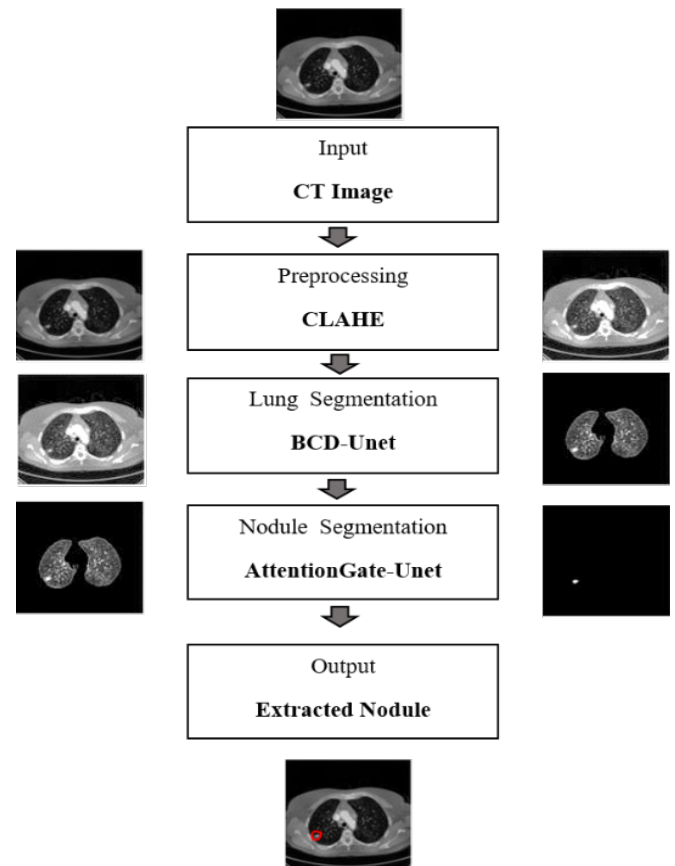 Input
CT Image
Preprocessing
CLAHE
Lung Segmentation
BCD-Unet
Nodule Segmentation
AttentionGate-Unet
Output
Extracted Nodule